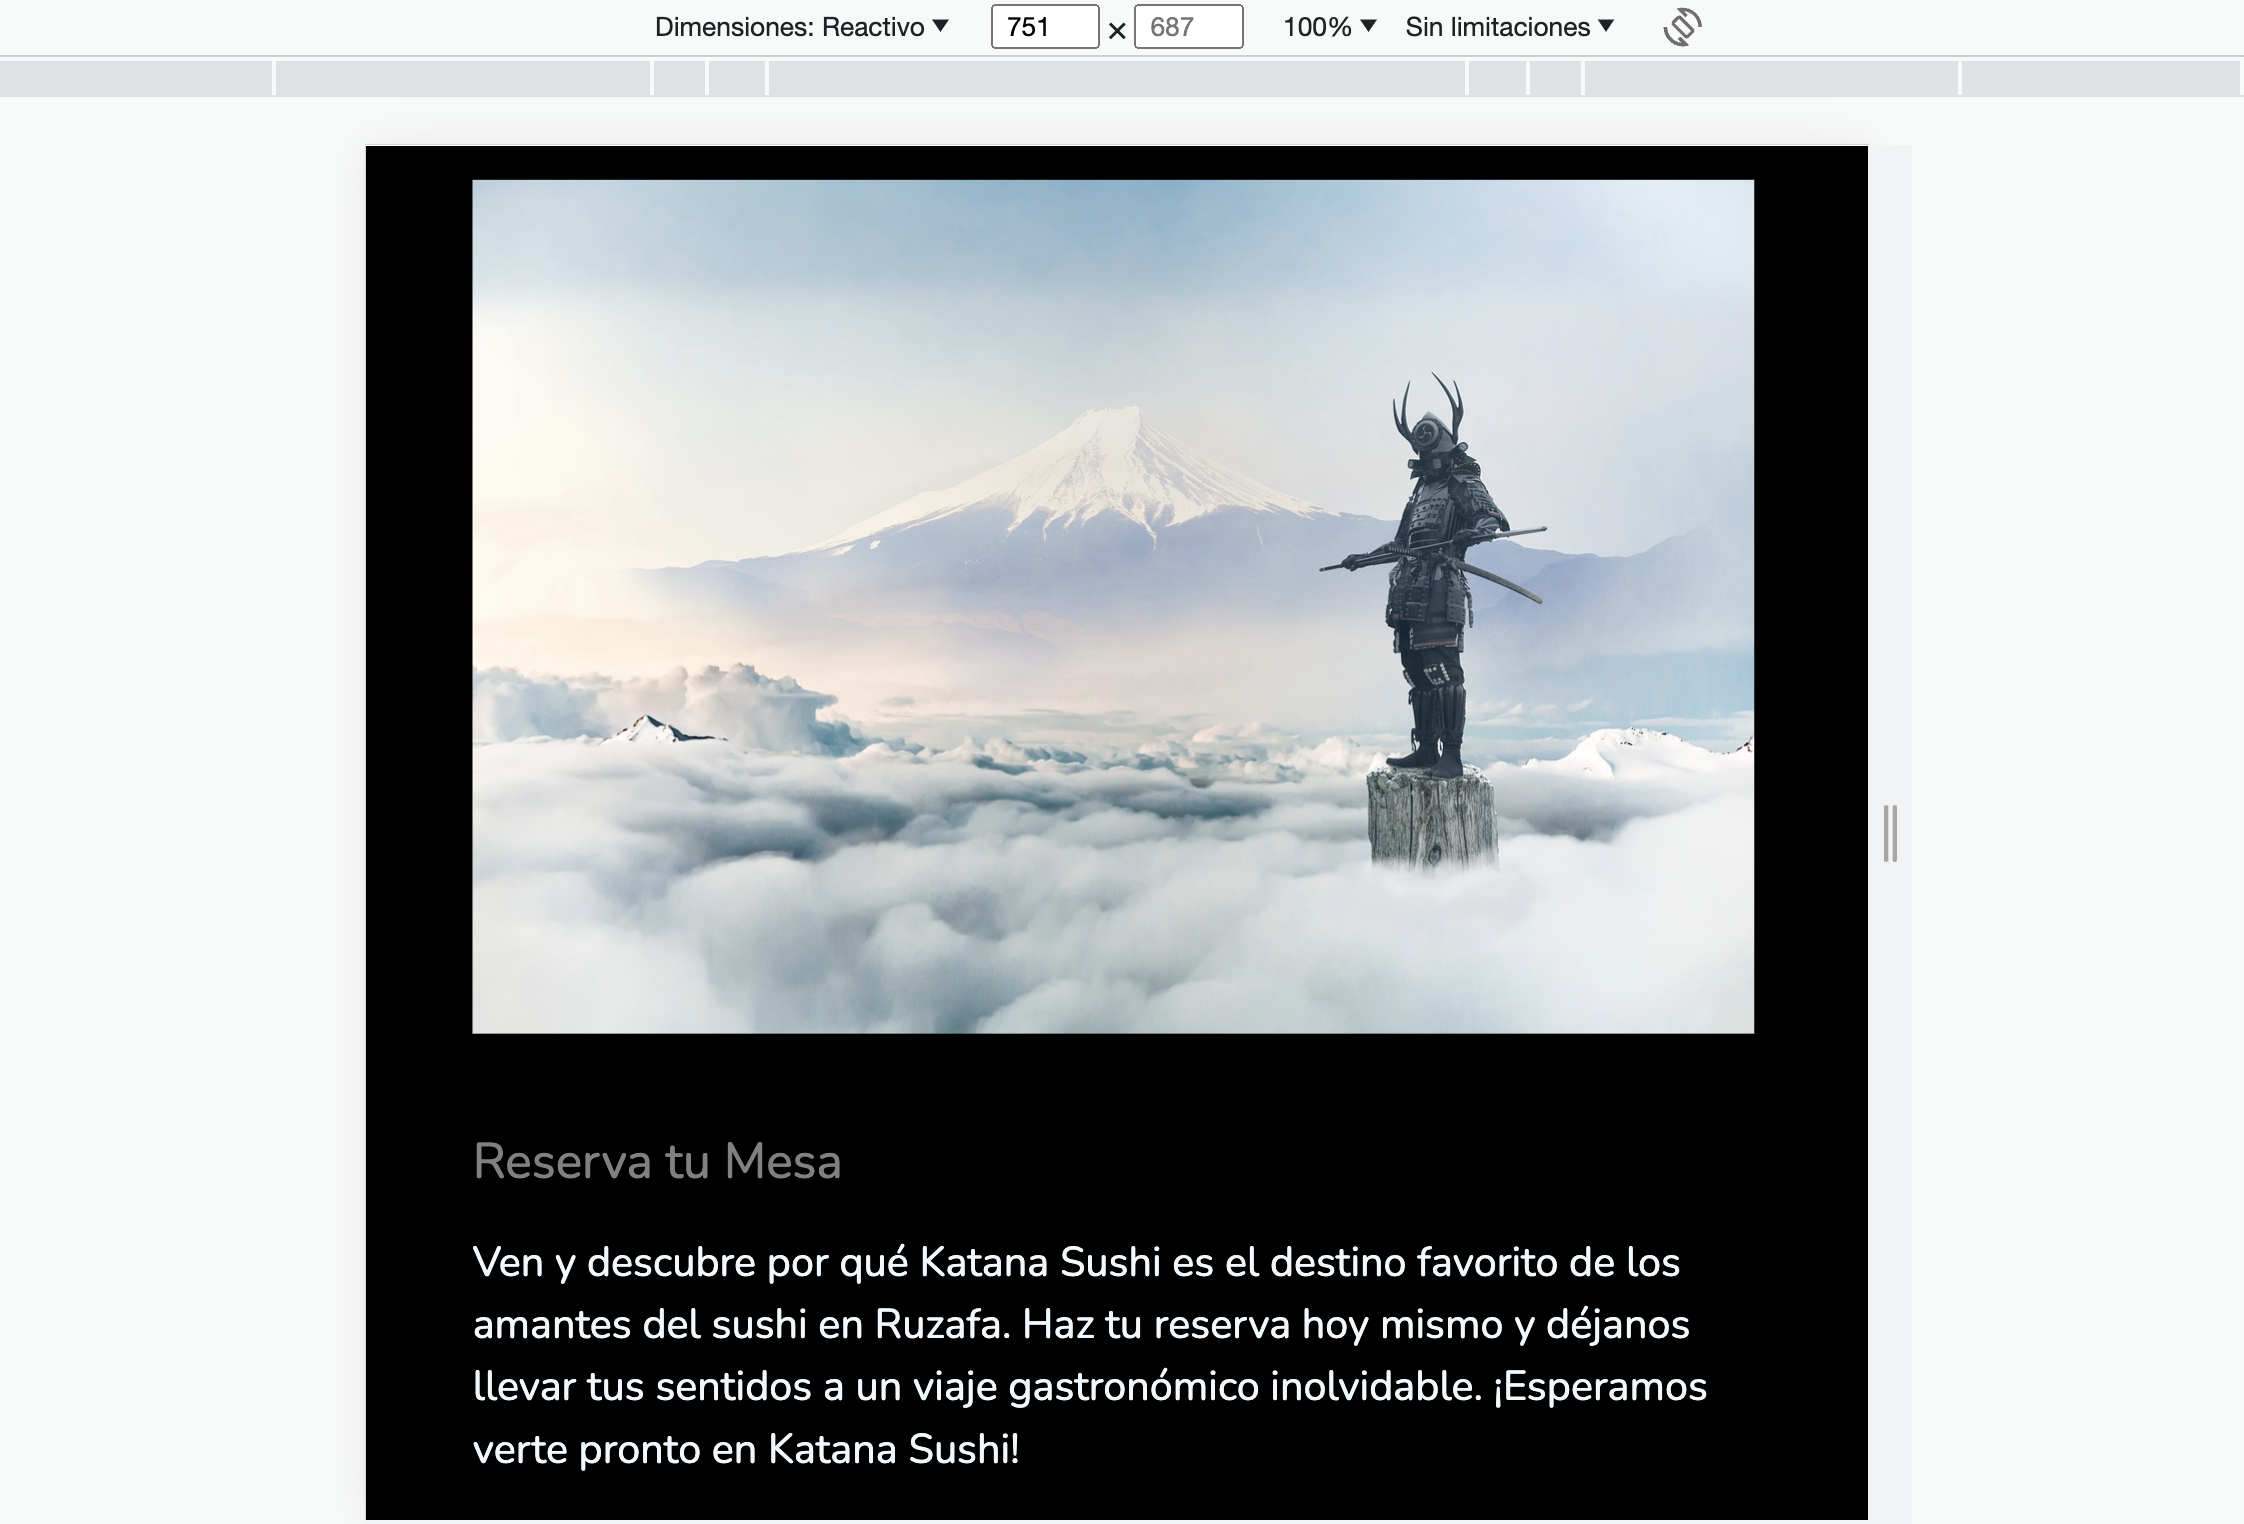 Dimensiones: Reactivo ▼ 751 × 687 100% ▼ Sin limitaciones ▼
Reserva tu Mesa
Ven y descubre por qué Katana Sushi es el destino favorito de los
amantes del sushi en Ruzafa. Haz tu reserva hoy mismo y déjanos
llevar tus sentidos a un viaje gastronómico inolvidable. ¡Esperamos
verte pronto en Katana Sushi!